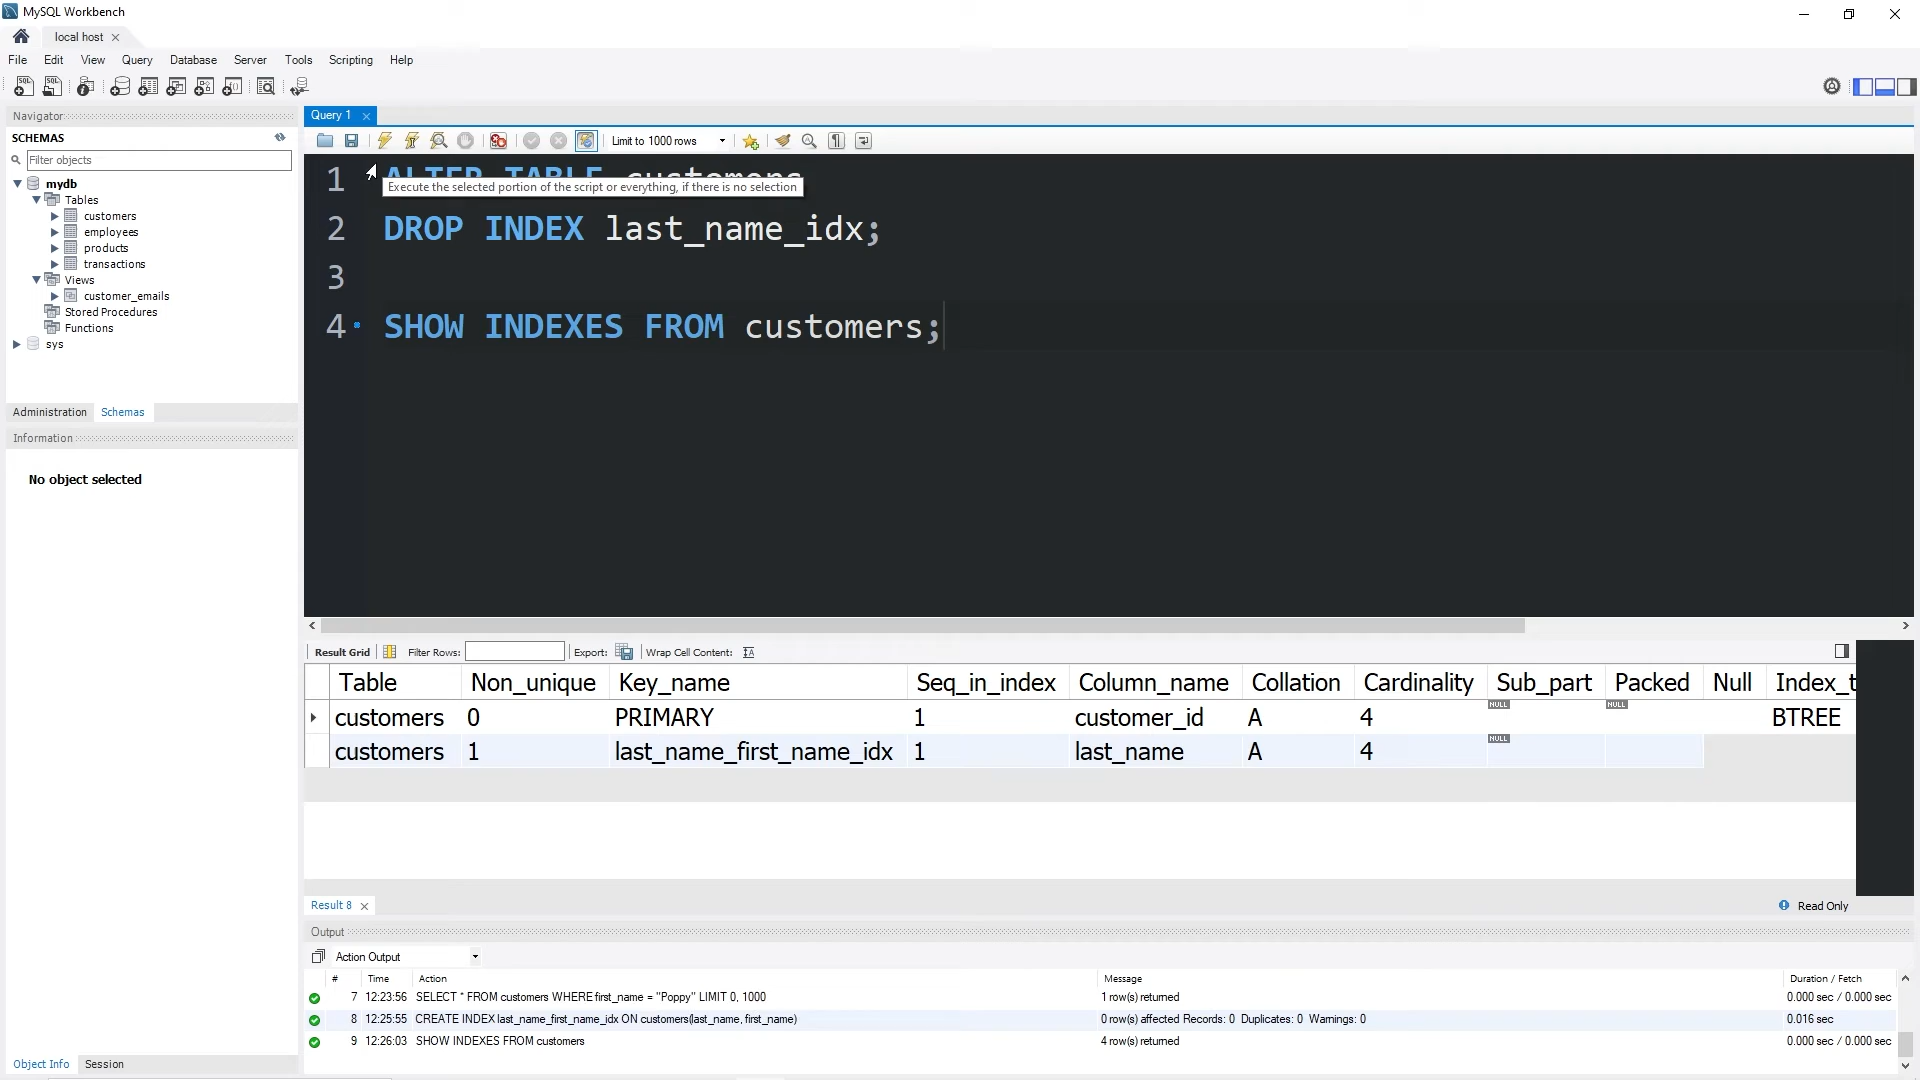 MySQL Workbench
local host
File Edit View Query Database Server Tools Scripting Help
Navigator
SCHEMAS
Filter objects
mydb
Tables
customers
employees
products
transactions
Views
customer_emails
Stored Procedures
Functions
sys
Administration Schemas
Information
No object selected
Object Info Session
Query 1
Limit to 1000 rows
1 ALTER TABLE customers
Execute the selected portion of the script or everything, if there is no selection
2 DROP INDEX last_name_idx;
3
4 SHOW INDEXES FROM customers;
Result Grid Filter Rows: Export: Wrap Cell Content:
Table Non_unique Key_name Seq_in_index Column_name Collation Cardinality Sub_part Packed Null Index_t
customers 0 PRIMARY 1 customer_id A 4 NULL NULL BTREE
customers 1 last_name_first_name_idx 1 last_name A 4 NULL
Result 8 Read Only
Output
Action Output
# Time Action Message Duration / Fetch
7 12:23:56 SELECT * FROM customers WHERE first_name = "Poppy" LIMIT 0, 1000 1 row(s) returned 0.000 sec / 0.000 sec
8 12:25:55 CREATE INDEX last_name_first_name_idx ON customers(last_name, first_name) 0 row(s) affected Records: 0 Duplicates: 0 Warnings: 0 0.016 sec
9 12:26:03 SHOW INDEXES FROM customers 4 row(s) returned 0.000 sec / 0.000 sec